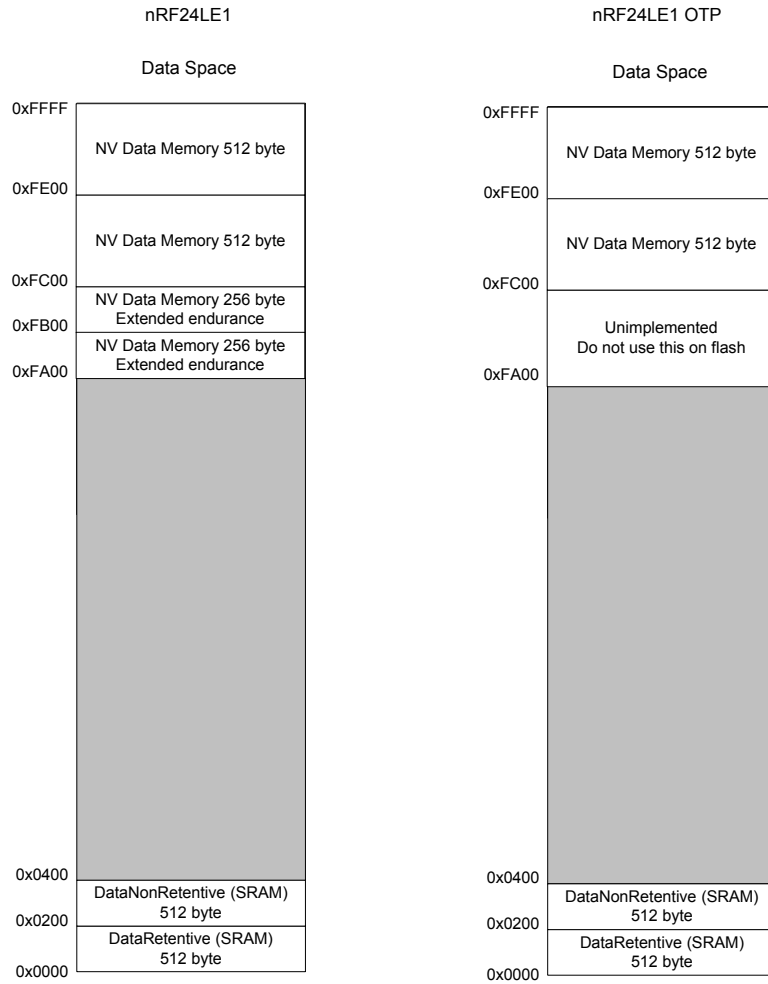 nRF24LE1
Data Space
0xFFFF
NV Data Memory 512 byte
0xFE00
NV Data Memory 512 byte
0xFC00
NV Data Memory 256 byte
Extended endurance
0xFB00
NV Data Memory 256 byte
Extended endurance
0xFA00
0x0400
DataNonRetentive (SRAM)
512 byte
0x0200
DataRetentive (SRAM)
512 byte
0x0000
nRF24LE1 OTP
Data Space
0xFFFF
NV Data Memory 512 byte
0xFE00
NV Data Memory 512 byte
0xFC00
Unimplemented
Do not use this on flash
0xFA00
0x0400
DataNonRetentive (SRAM)
512 byte
0x0200
DataRetentive (SRAM)
512 byte
0x0000